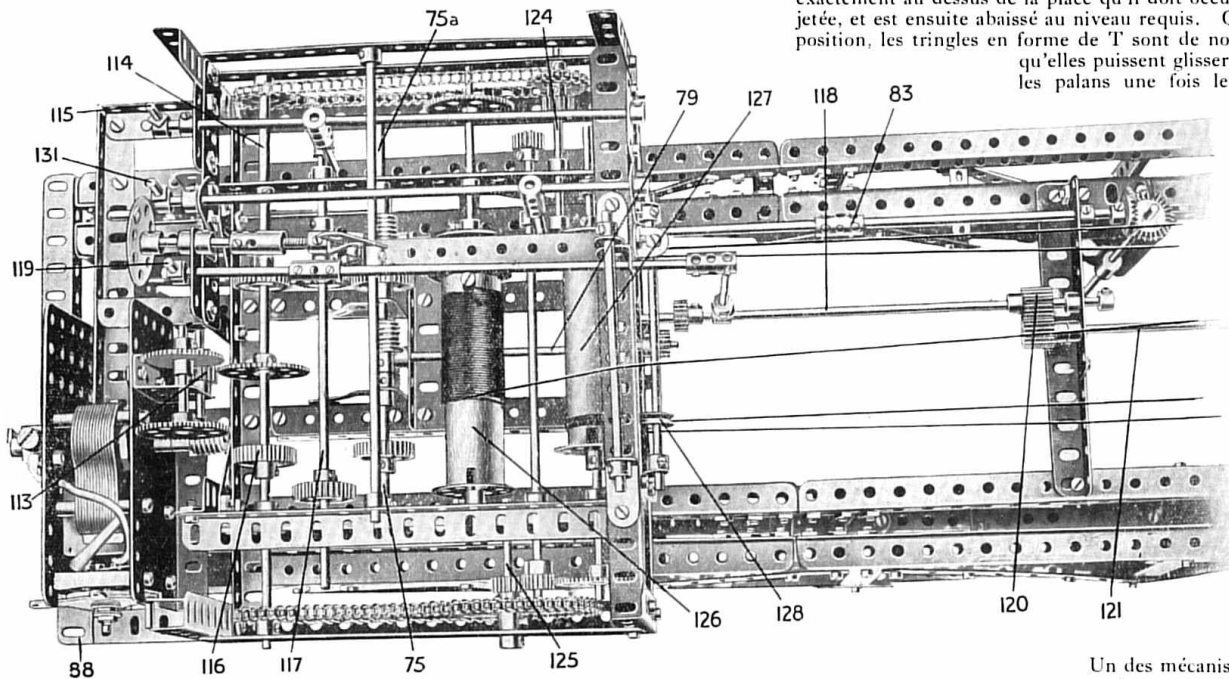 exactement au dessus de la place qu'il doit occu
jetée, et est ensuite abaissé au niveau requis.
position, les tringles en forme de T sont de no
qu'elles puissent glisser
les palans une fois le
75a
124
114
79
127
118
83
115
131
119
113
88
116
117
75
125
126
128
120
121
Un des mécanis